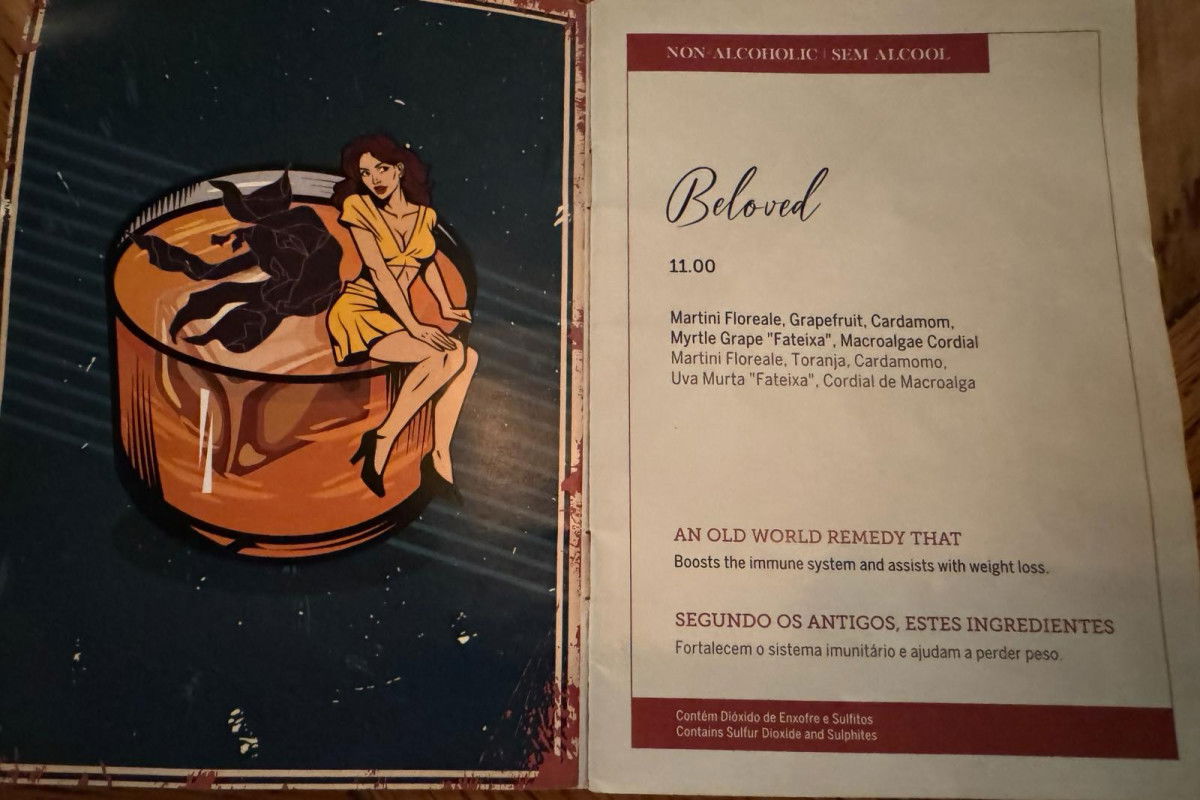 NON-ALCOHOLIC | SEM ALCOOL
Beloved
11.00
Martini Floreale, Grapefruit, Cardamom,
Myrtle Grape "Fateixa", Macroalgae Cordial
Martini Floreale, Toranja, Cardamomo,
Uva Murta "Fateixa", Cordial de Macroalga
AN OLD WORLD REMEDY THAT
Boosts the immune system and assists with weight loss.
SEGUNDO OS ANTIGOS, ESTES INGREDIENTES
Fortalecem o sistema imunitário e ajudam a perder peso.
Contém Dióxido de Enxofre e Sulfitos
Contains Sulfur Dioxide and Sulphites